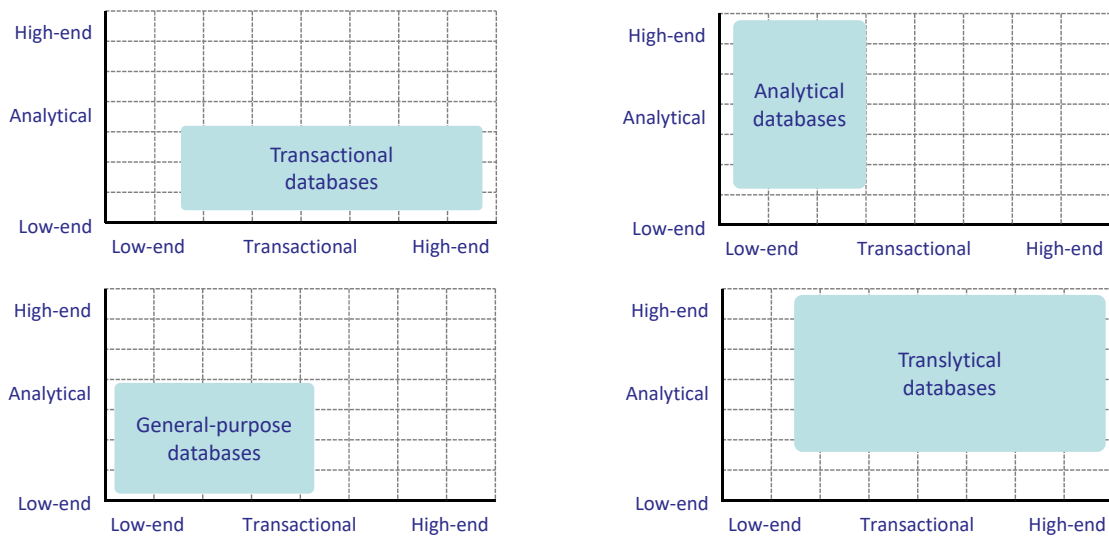 High-end
Analytical
Low-end
Transactional
databases
Low-end
Transactional
High-end
High-end
Analytical
Low-end
Analytical
databases
Low-end
Transactional
High-end
High-end
Analytical
Low-end
General-purpose
databases
Low-end
Transactional
High-end
High-end
Analytical
Low-end
Translytical
databases
Low-end
Transactional
High-end